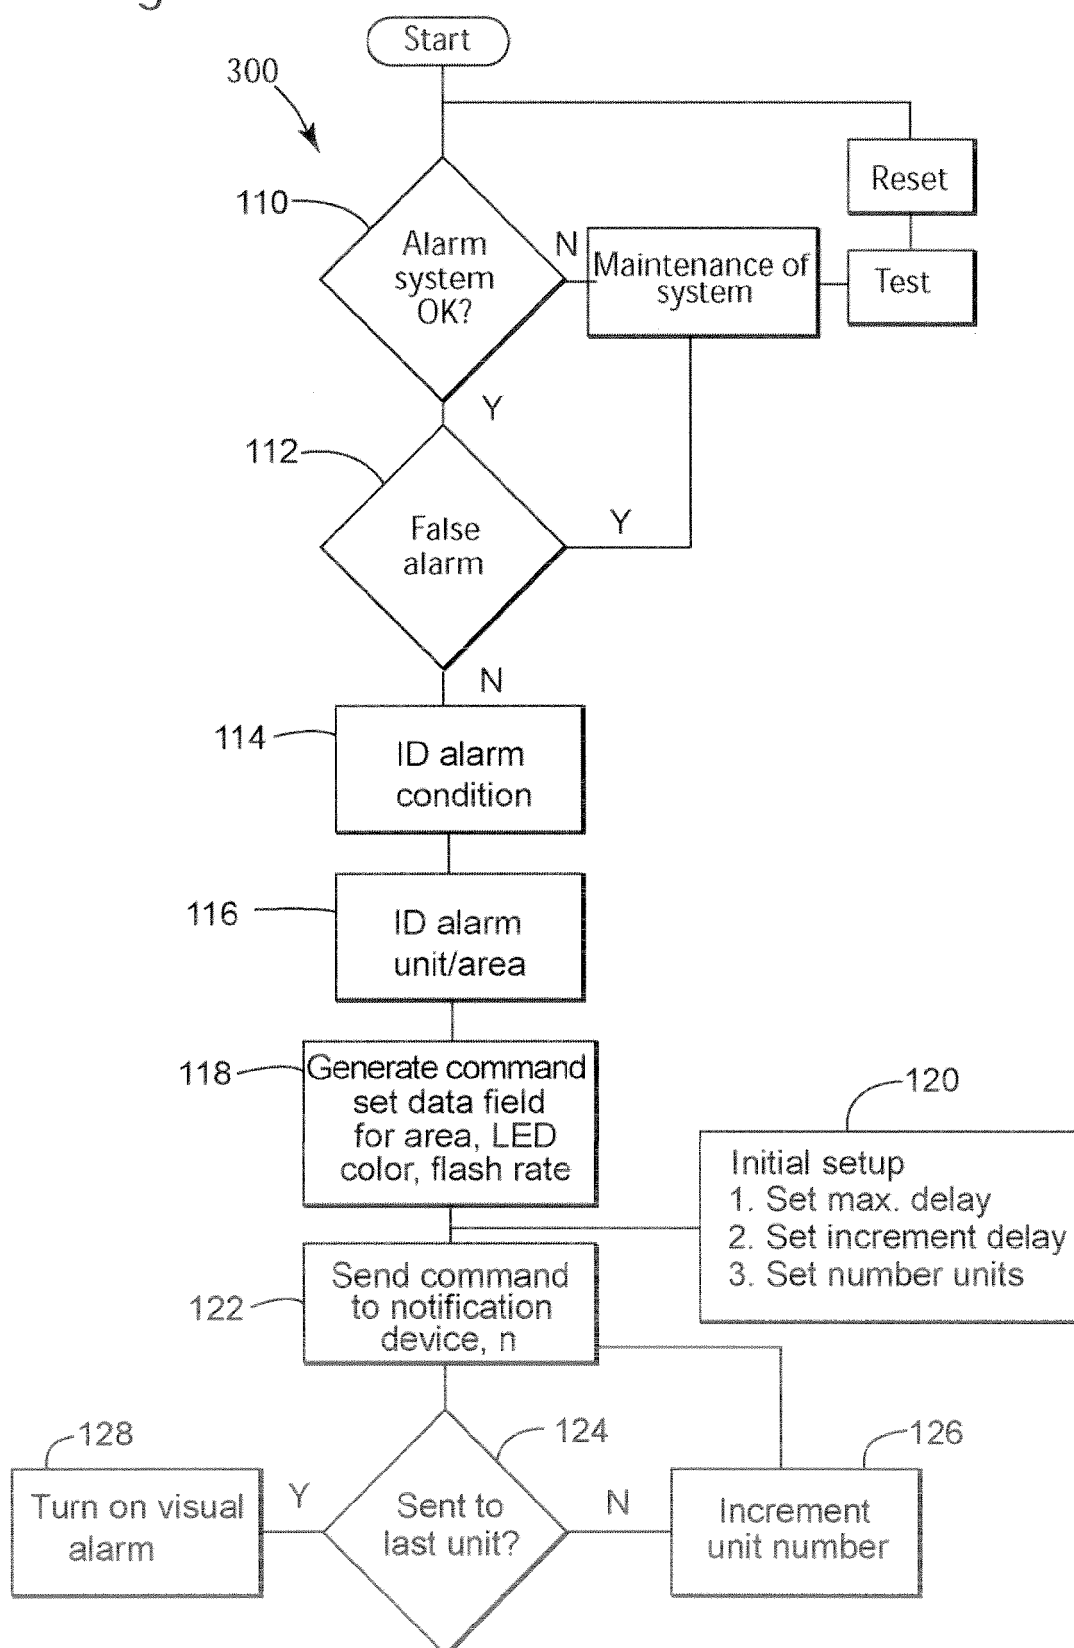 Start
300
Reset
110
Alarm
system
OK?
N
Maintenance of
system
Test
Y
112
False
alarm
Y
N
114
ID alarm
condition
116
ID alarm
unit/area
118
Generate command
set data field
for area, LED
color, flash rate
120
Initial setup
1. Set max. delay
2. Set increment delay
3. Set number units
122
Send command
to notification
device, n
128
124
126
Turn on visual
alarm
Y
Sent to
last unit?
N
Increment
unit number